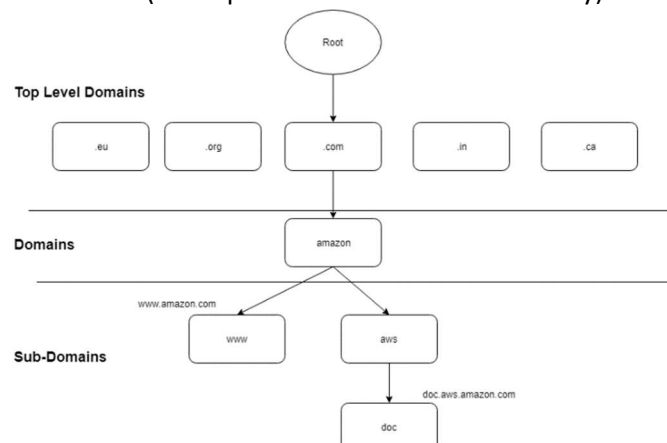 Root
Top Level Domains
.eu
.org
.com
.in
.ca
Domains
amazon
www.amazon.com
www
aws
Sub-Domains
doc.aws.amazon.com
doc